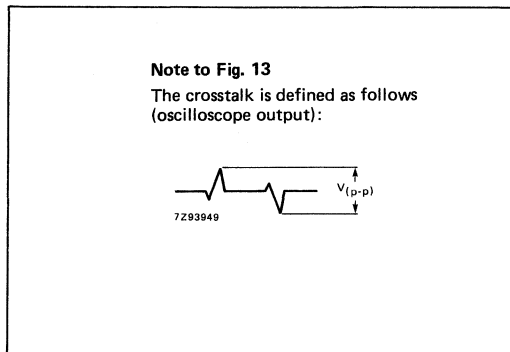 Note to Fig. 13
The crosstalk is defined as follows
(oscilloscope output):
V(p-p)
7Z93949